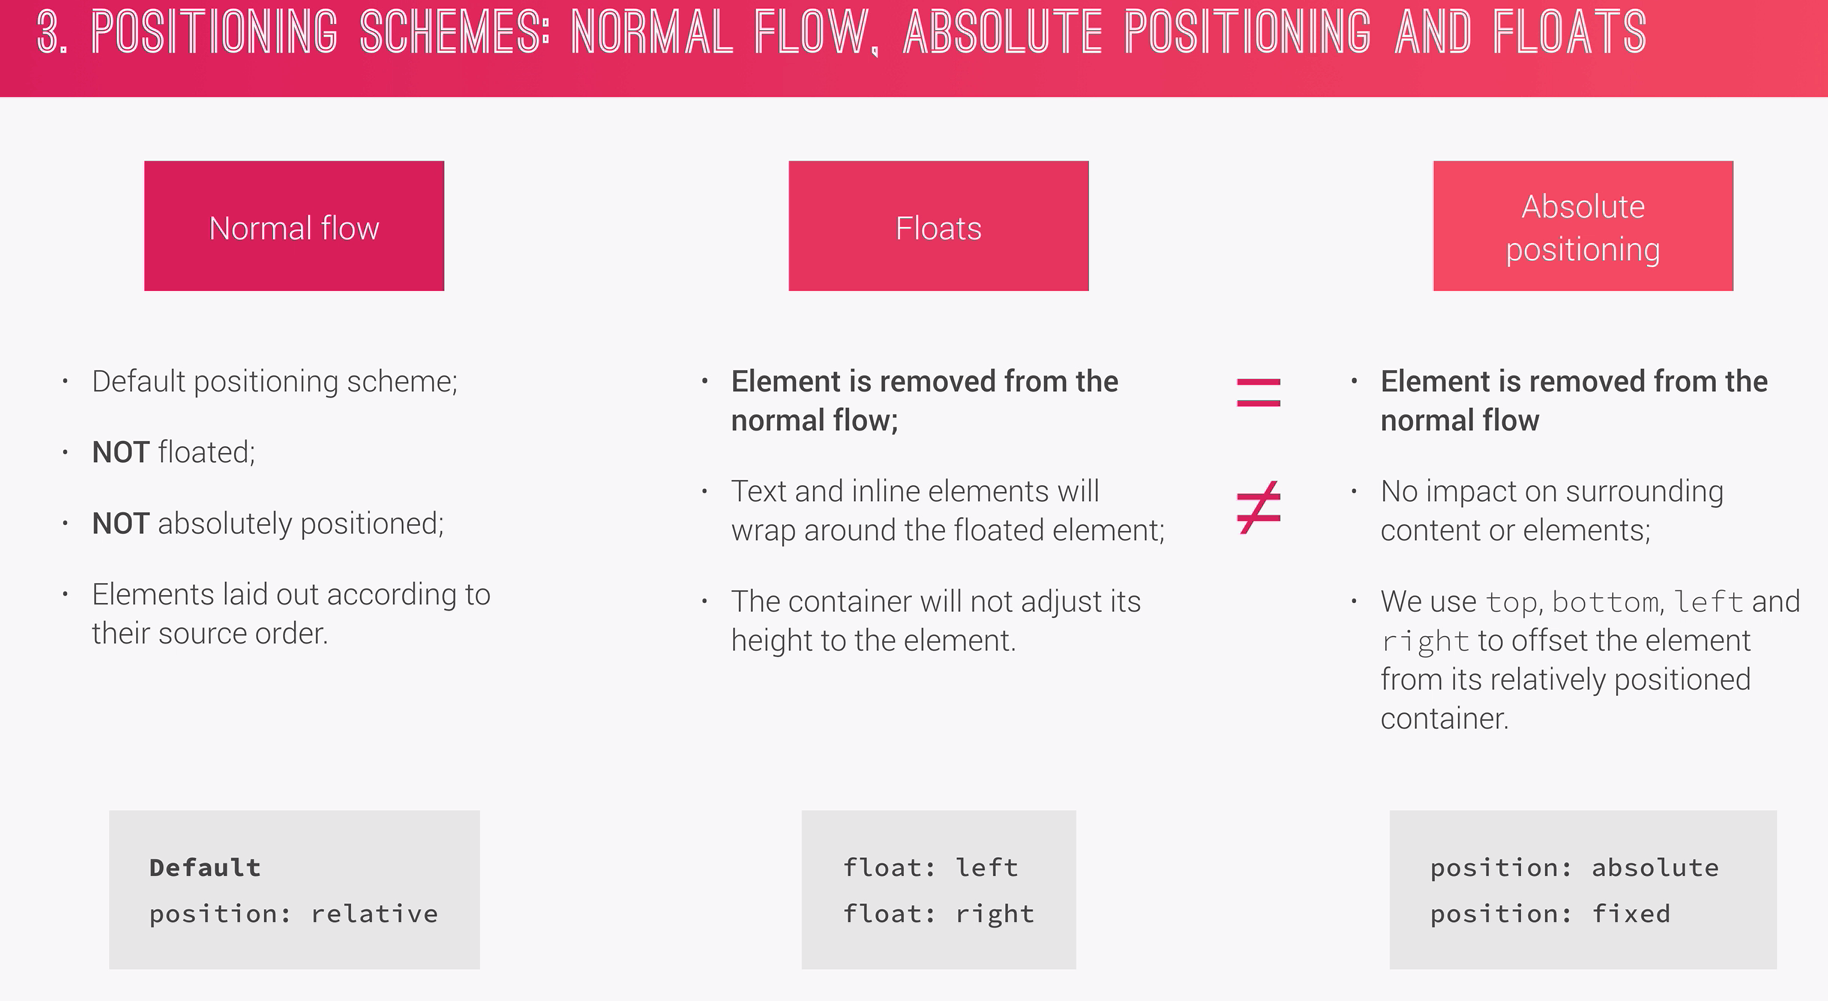 3. POSITIONING SCHEMES: NORMAL FLOW, ABSOLUTE POSITIONING AND FLOATS
Normal flow
• Default positioning scheme;
• NOT floated;
• NOT absolutely positioned;
• Elements laid out according to
their source order.
Default
position: relative
Floats
• Element is removed from the
normal flow;
• Text and inline elements will
wrap around the floated element;
• The container will not adjust its
height to the element.
float: left
float: right
=
≠
Absolute
positioning
• Element is removed from the
normal flow
• No impact on surrounding
content or elements;
• We use top, bottom, left and
right to offset the element
from its relatively positioned
container.
position: absolute
position: fixed